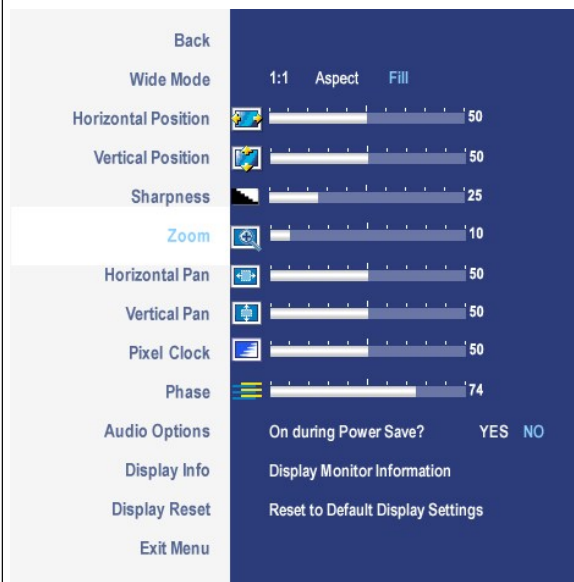 Back
Wide Mode 1:1 Aspect Fill
Horizontal Position 50
Vertical Position 50
Sharpness 25
Zoom 10
Horizontal Pan 50
Vertical Pan 50
Pixel Clock 50
Phase 74
Audio Options On during Power Save? YES NO
Display Info Display Monitor Information
Display Reset Reset to Default Display Settings
Exit Menu